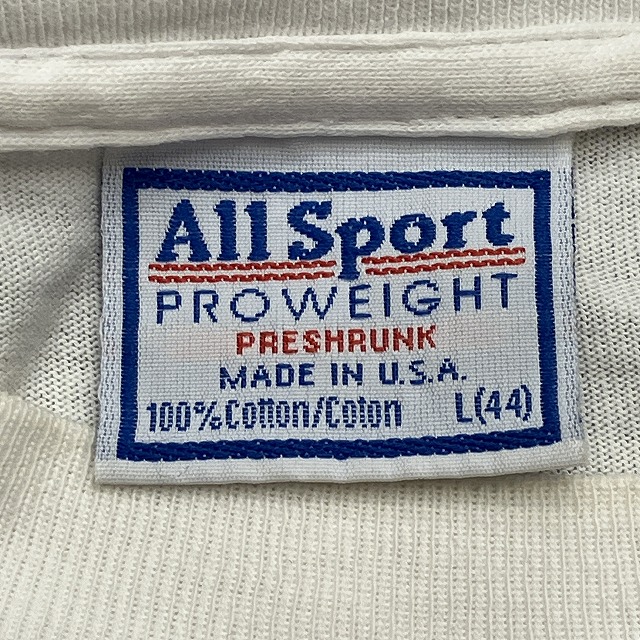 All Sport
PROWEIGHT
PRESHRUNK
MADE IN U.S.A.
100% Cotton/Coton L(44)